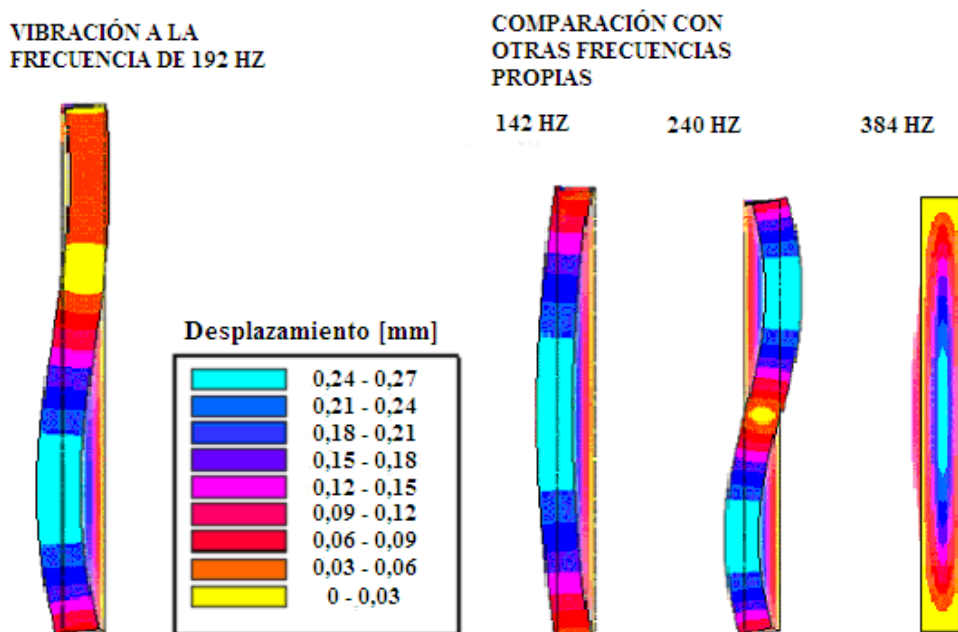 VIBRACIÓN A LA
FRECUENCIA DE 192 HZ
COMPARACIÓN CON
OTRAS FRECUENCIAS
PROPIAS
142 HZ
240 HZ
384 HZ
Desplazamiento [mm]
0,24 - 0,27
0,21 - 0,24
0,18 - 0,21
0,15 - 0,18
0,12 - 0,15
0,09 - 0,12
0,06 - 0,09
0,03 - 0,06
0 - 0,03